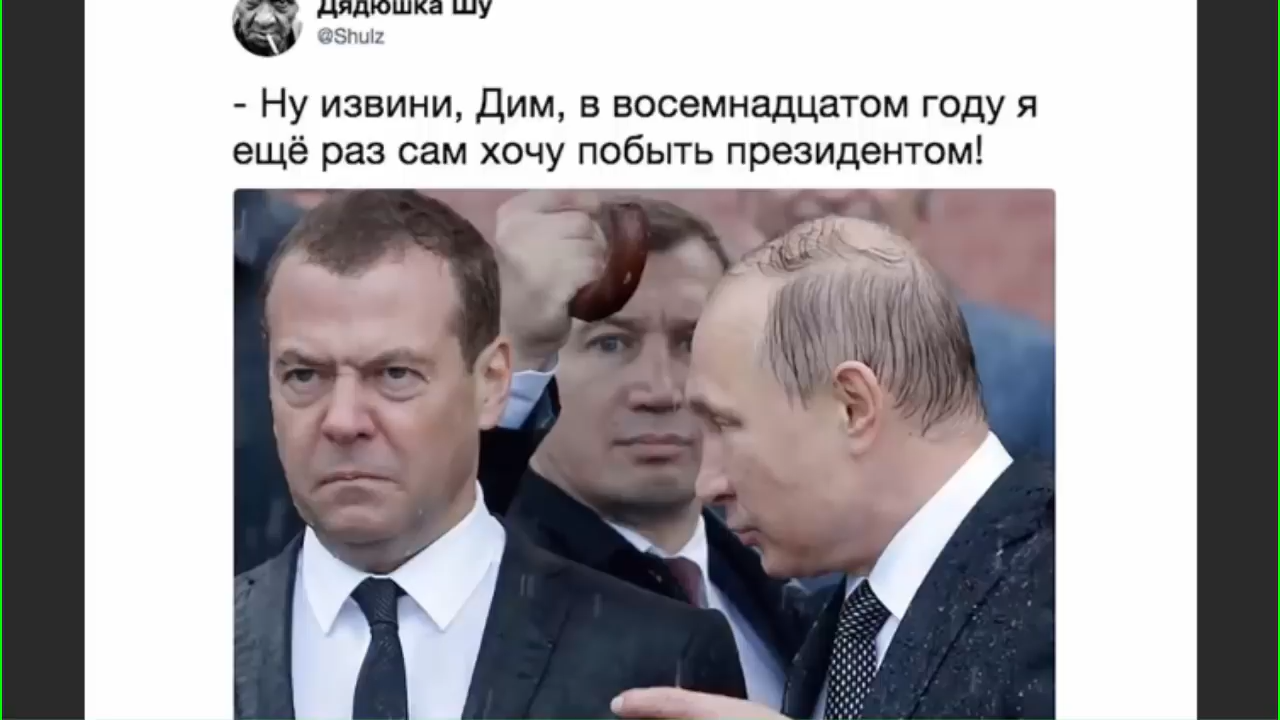 Дядюшка Шу
@Shulz
- Ну извини, Дим, в восемнадцатом году я
ещё раз сам хочу побыть президентом!